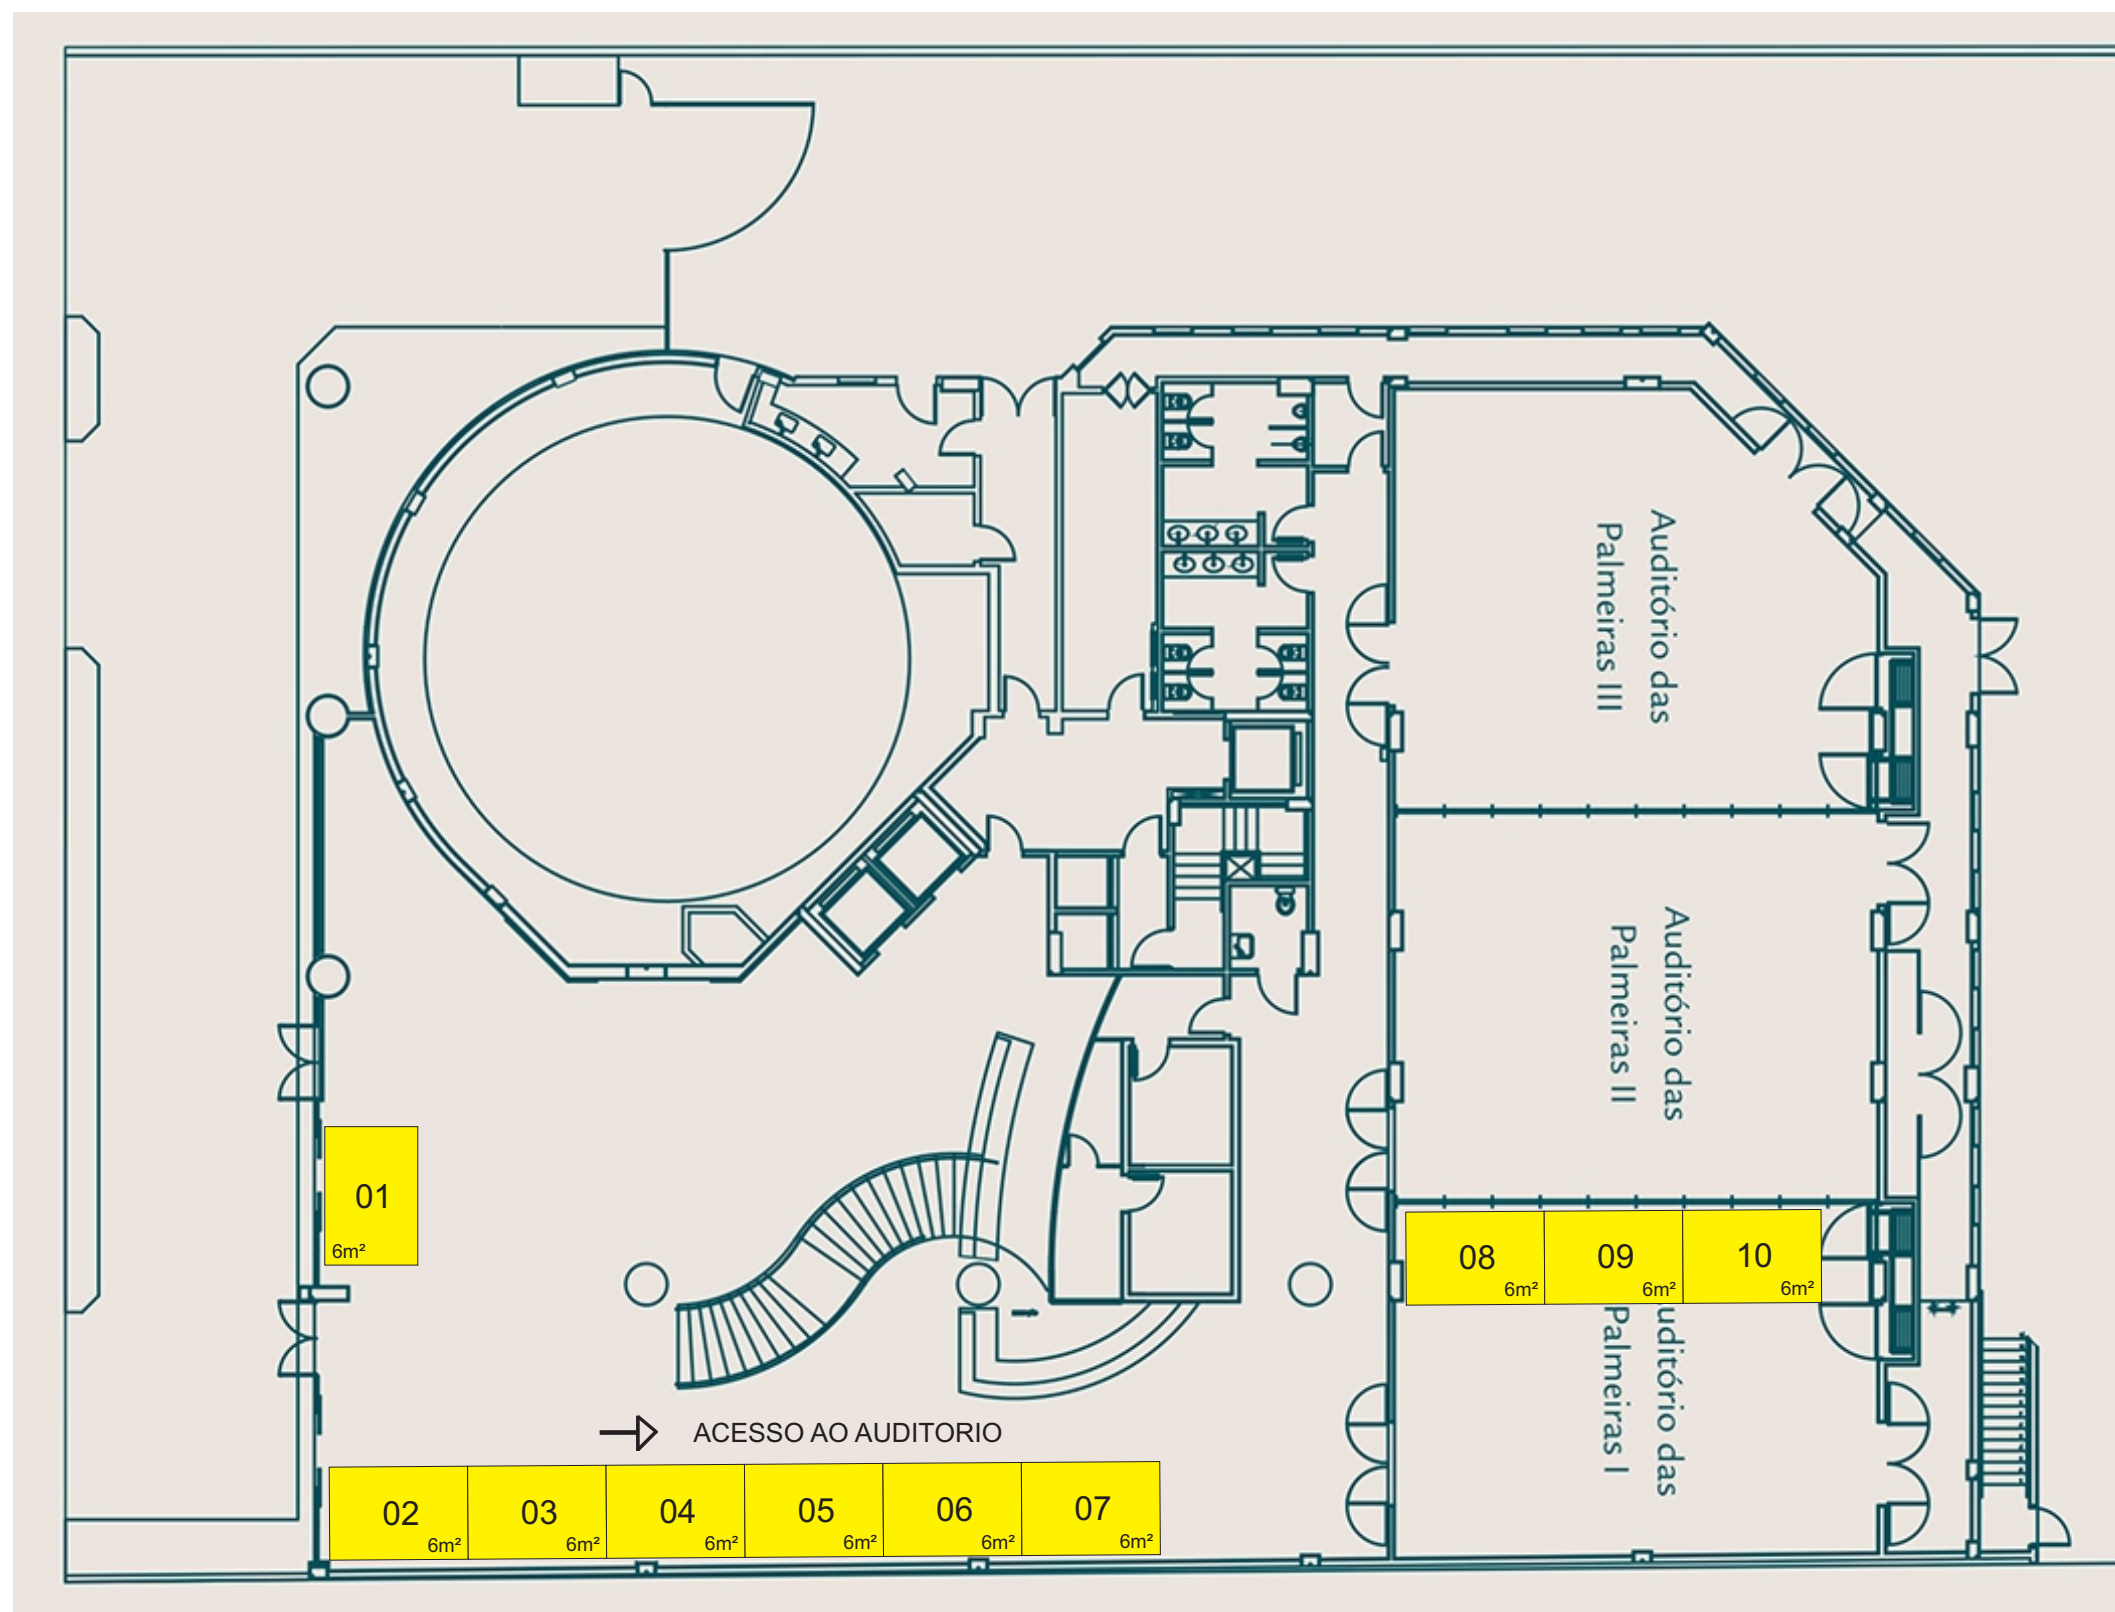 Auditório das
Palmeiras III
Auditório das
Palmeiras II
01
6m²
08
6m²
09
6m²
10
6m²
uditório das
Palmeiras I
ACESSO AO AUDITORIO
02
6m²
03
6m²
04
6m²
05
6m²
06
6m²
07
6m²